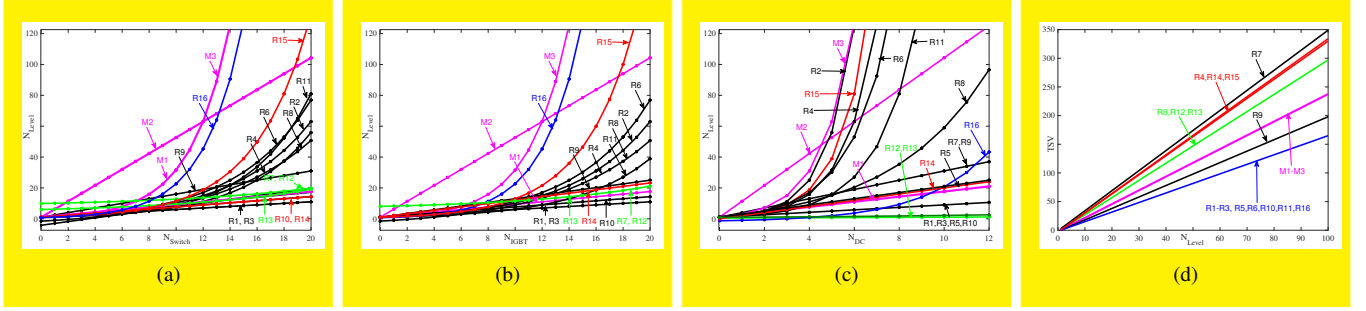 120
100
80
60
40
20
0
N_Level
0 2 4 6 8 10 12 14 16 18 20
N_Switch
R15
M3
R11
R16
R6
R2
R8
M2
R4
M1
R9
R12
R1, R3
R13
R10, R14
(a)
120
100
80
60
40
20
0
N_Level
0 2 4 6 8 10 12 14 16 18 20
N_IGBT
R15
M3
R6
R16
R2
R8
M2
R11
R4
R9
M1
R1, R3
R13
R14
R10
R7, R12
(b)
120
100
80
60
40
20
0
N_Level
0 2 4 6 8 10 12
N_DC
M3
R11
R2
R6
R15
R8
R4
M2
R16
R12,R13
R7,R9
M1
R14
R5
R1,R3,R5,R10
(c)
350
300
250
200
150
100
50
0
TSV
0 10 20 30 40 50 60 70 80 90 100
N_Level
R7
R4,R14,R15
R8,R12,R13
R9
M1-M3
R1-R3, R5,R6,R10,R11,R16
(d)